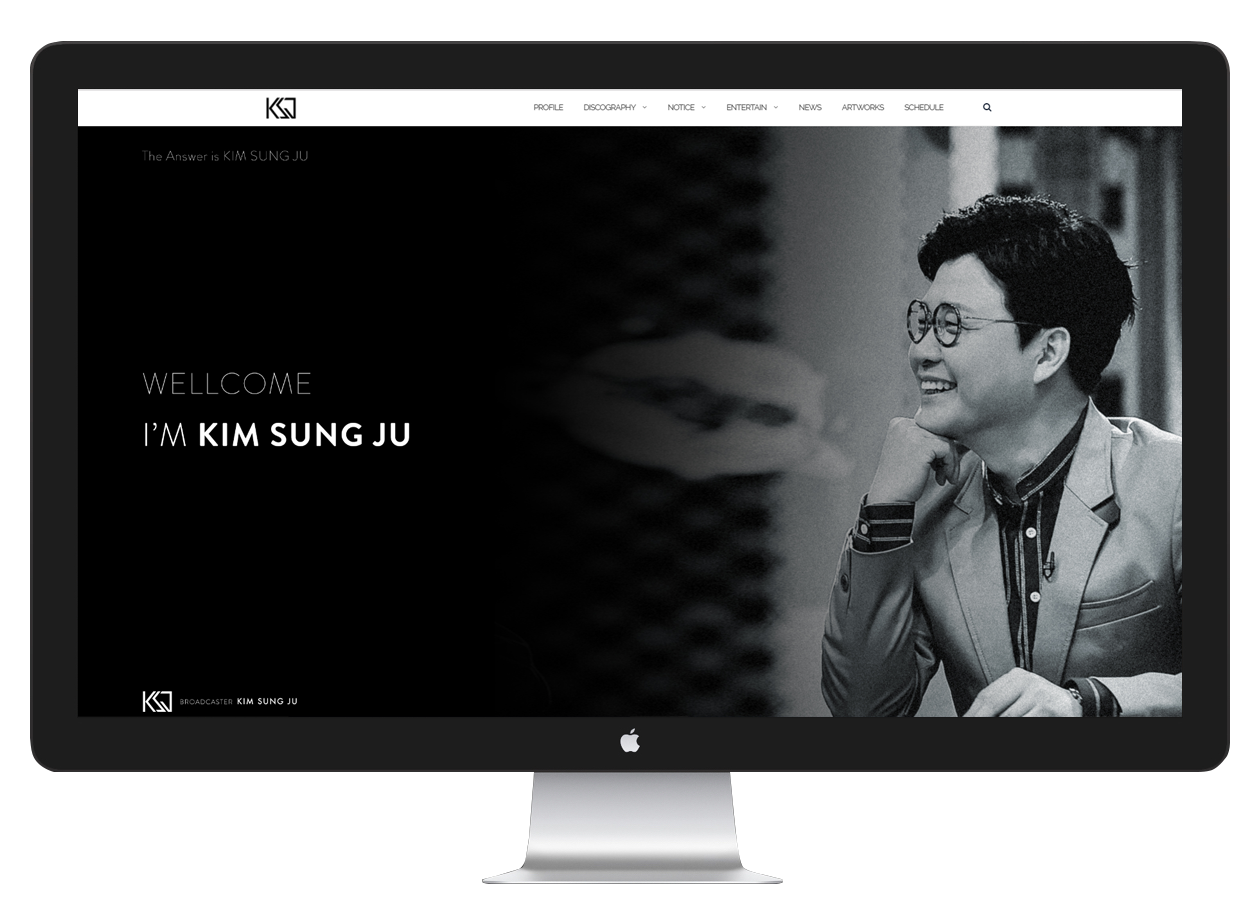 KSJ
PROFILE DISCOGRAPHY NOTICE ENTERTAIN NEWS ARTWORKS SCHEDULE
The Answer is KIM SUNG JU
WELLCOME
I'M KIM SUNG JU
KSJ BROADCASTER KIM SUNG JU